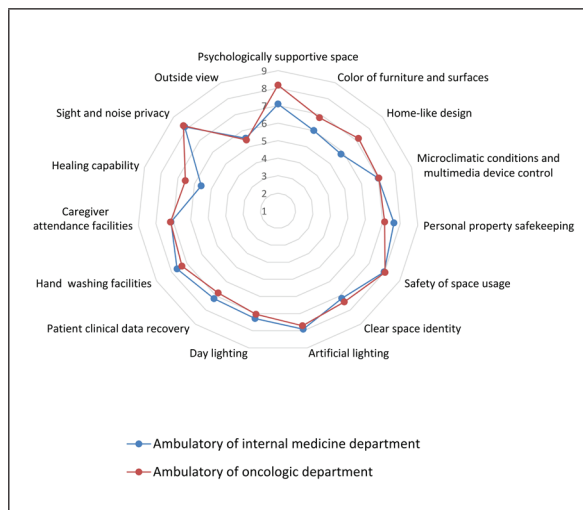 Psychologically supportive space
Outside view
Color of furniture and surfaces
Sight and noise privacy
Home-like design
Healing capability
Microclimatic conditions and
multimedia device control
Caregiver
attendance facilities
Personal property safekeeping
Hand washing facilities
Safety of space usage
Patient clinical data recovery
Clear space identity
Day lighting
Artificial lighting
9
8
7
6
5
4
3
2
1
Ambulatory of internal medicine department
Ambulatory of oncologic department